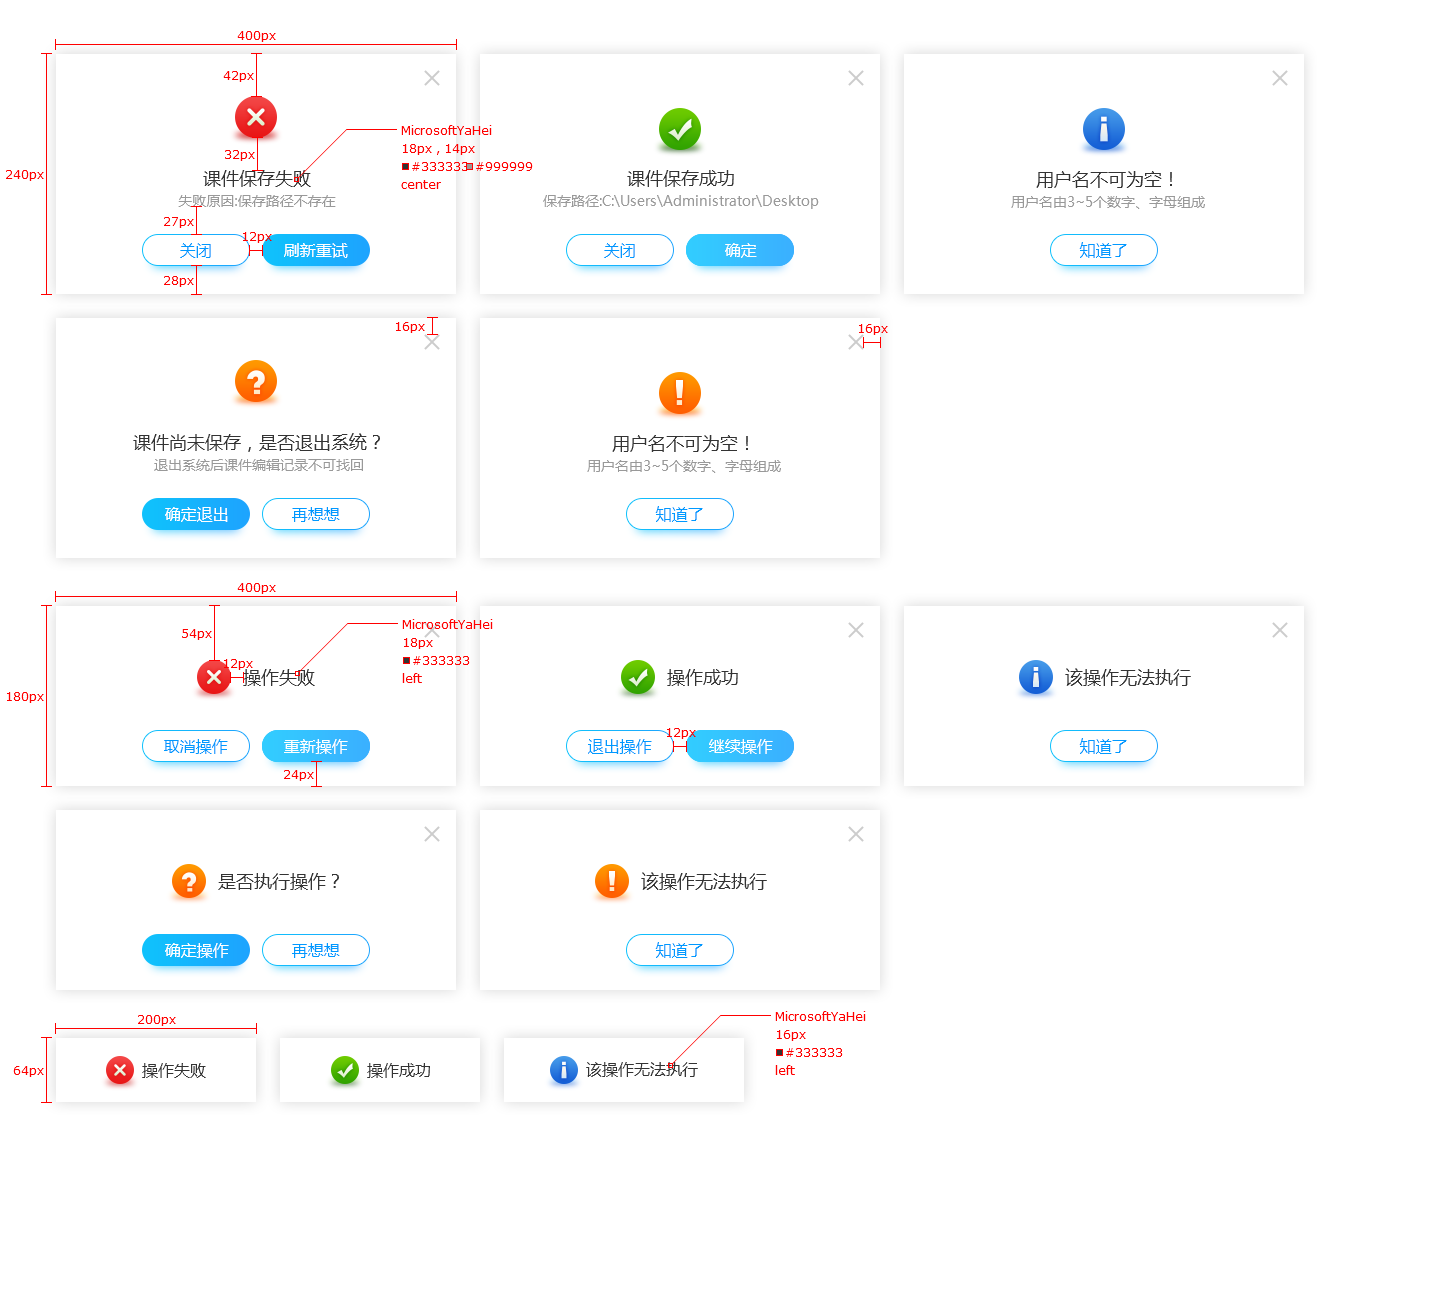 400px
42px
32px
240px
MicrosoftYaHei
18px , 14px
#333333 #999999
center
课件保存失败
失败原因:保存路径不存在
27px
12px
关闭
刷新重试
28px
课件保存成功
保存路径:C:\Users\Administrator\Desktop
关闭
确定
用户名不可为空！
用户名由3~5个数字、字母组成
知道了
16px
课件尚未保存，是否退出系统？
退出系统后课件编辑记录不可找回
确定退出
再想想
16px
用户名不可为空！
用户名由3~5个数字、字母组成
知道了
400px
54px
12px
180px
MicrosoftYaHei
18px
#333333
left
操作失败
取消操作
重新操作
24px
操作成功
12px
退出操作
继续操作
该操作无法执行
知道了
是否执行操作？
确定操作
再想想
该操作无法执行
知道了
200px
64px
操作失败
操作成功
该操作无法执行
MicrosoftYaHei
16px
#333333
left